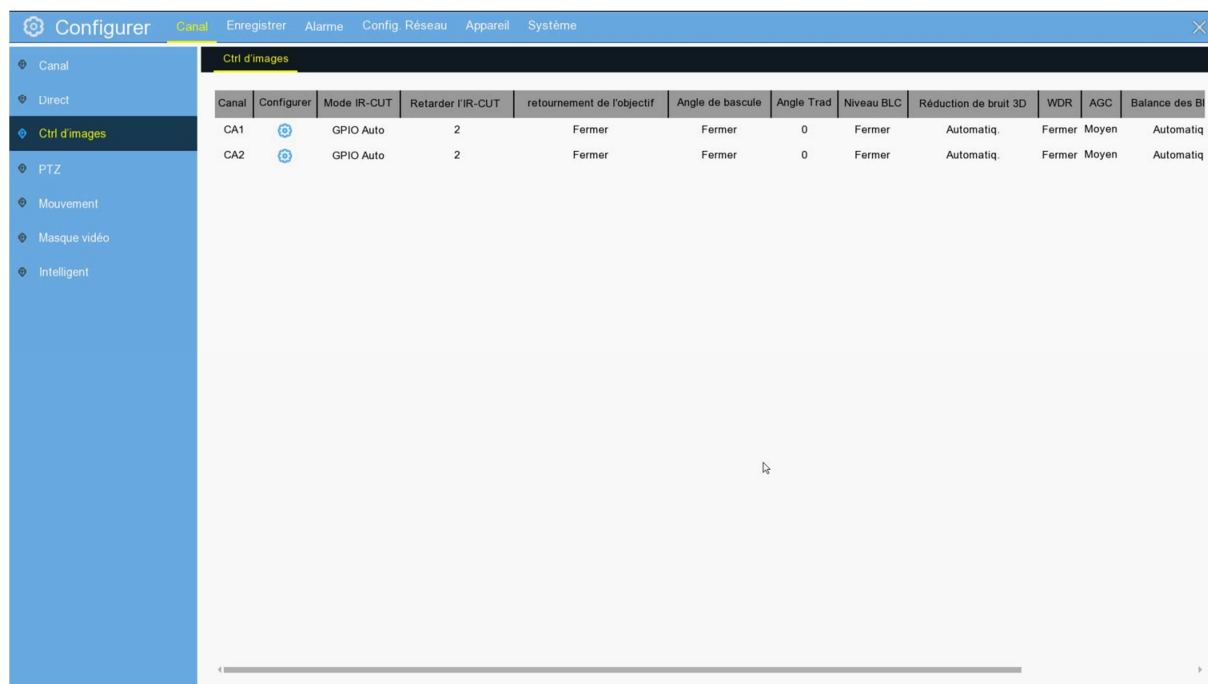 Configurer Canal Enregistrer Alarme Config. Réseau Appareil Système
Canal
Direct
Ctrl d'images
PTZ
Mouvement
Masque vidéo
Intelligent
Ctrl d'images
Canal Configurer Mode IR-CUT Retarder l'IR-CUT retournement de l'objectif Angle de bascule Angle Trad Niveau BLC Réduction de bruit 3D WDR AGC Balance des Bl
CA1 GPIO Auto 2 Fermer Fermer 0 Fermer Automatiq. Fermer Moyen Automatiq
CA2 GPIO Auto 2 Fermer Fermer 0 Fermer Automatiq. Fermer Moyen Automatiq